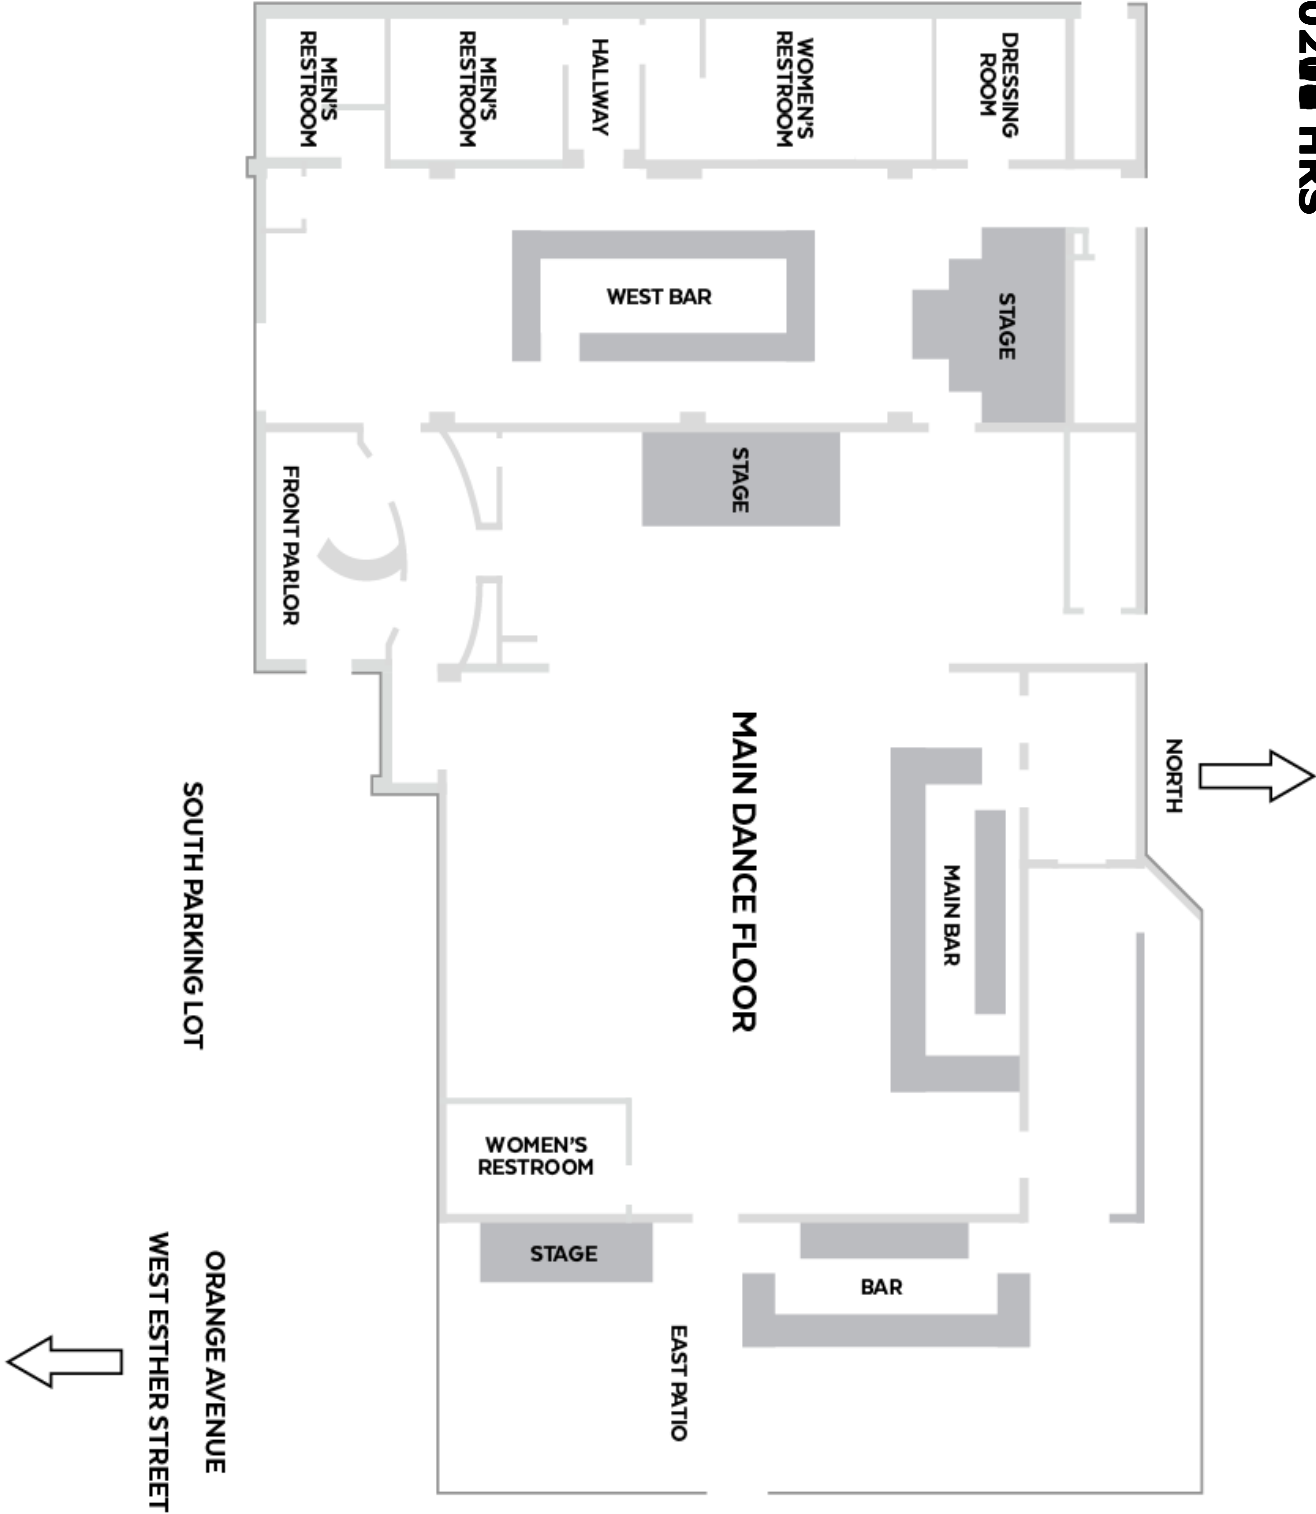 MEN'S
RESTROOM
MEN'S
RESTROOM
HALLWAY
WOMEN'S
RESTROOM
DRESSING
ROOM
HRS
WEST BAR
STAGE
STAGE
FRONT PARLOR
MAIN DANCE FLOOR
NORTH
MAIN BAR
SOUTH PARKING LOT
WOMEN'S
RESTROOM
STAGE
BAR
EAST PATIO
ORANGE AVENUE
WEST ESTHER STREET